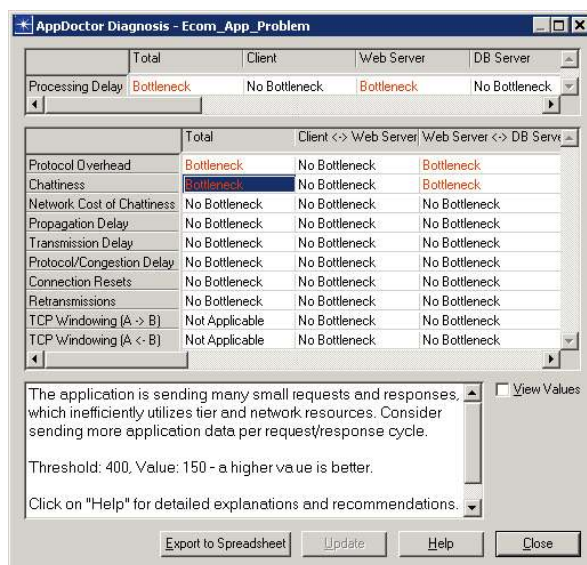 AppDoctor Diagnosis - Ecom_App_Problem
Total Client Web Server DB Server
Processing Delay Bottleneck No Bottleneck Bottleneck No Bottleneck
Total Client <-> Web Server Web Server <-> DB Serve
Protocol Overhead Bottleneck No Bottleneck Bottleneck
Chattiness Bottleneck No Bottleneck Bottleneck
Network Cost of Chattiness No Bottleneck No Bottleneck No Bottleneck
Propagation Delay No Bottleneck No Bottleneck No Bottleneck
Transmission Delay No Bottleneck No Bottleneck No Bottleneck
Protocol/Congestion Delay No Bottleneck No Bottleneck No Bottleneck
Connection Resets No Bottleneck No Bottleneck No Bottleneck
Retransmissions No Bottleneck No Bottleneck No Bottleneck
TCP Windowing (A -> B) Not Applicable No Bottleneck No Bottleneck
TCP Windowing (A <- B) Not Applicable No Bottleneck No Bottleneck
The application is sending many small requests and responses,
which inefficiently utilizes tier and network resources. Consider
sending more application data per request/response cycle.
Threshold: 400, Value: 150 - a higher value is better.
Click on "Help" for detailed explanations and recommendations.
View Values
Export to Spreadsheet Update Help Close